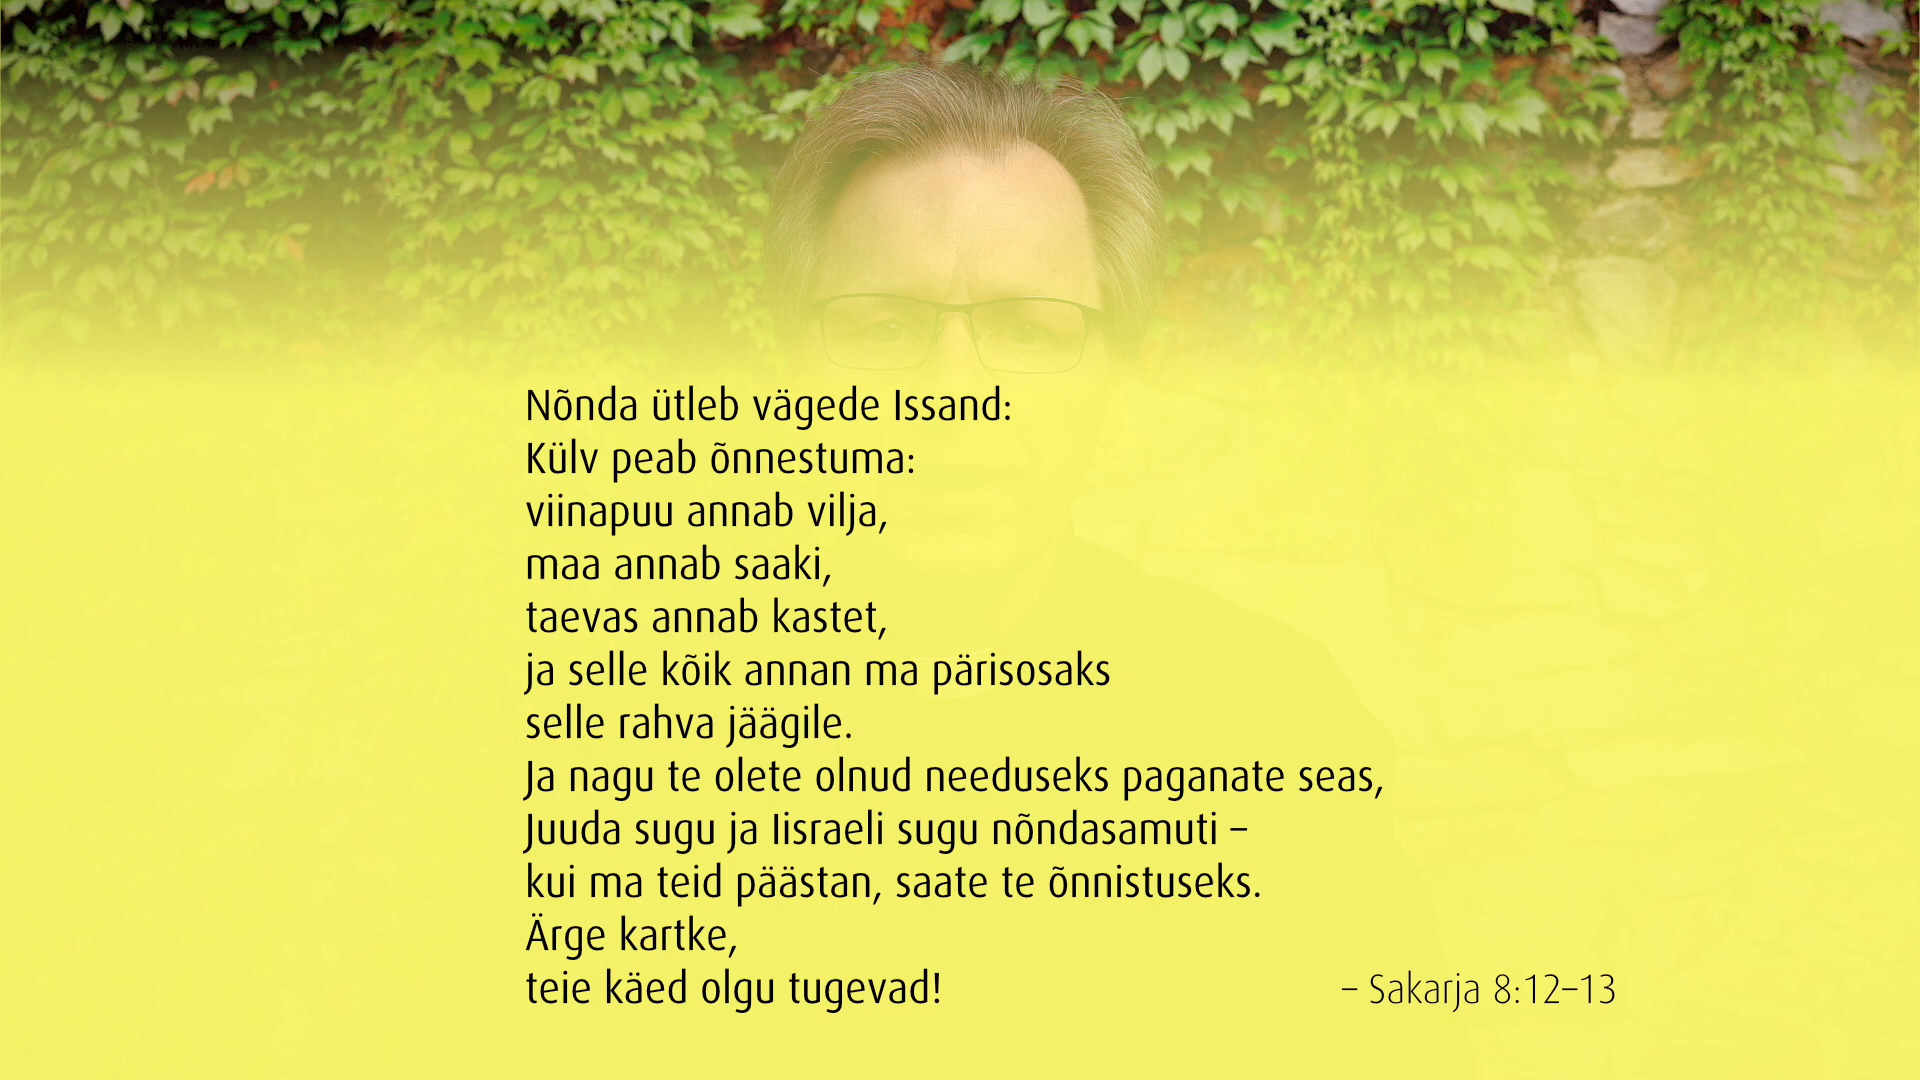 Nõnda ütleb vägede Issand:
Külv peab õnnestuma:
viinapuu annab vilja,
maa annab saaki,
taevas annab kastet,
ja selle kõik annan ma pärisosaks
selle rahva jäägile.
Ja nagu te olete olnud needuseks paganate seas,
Juuda sugu ja Iisraeli sugu nõndasamuti –
kui ma teid päästan, saate te õnnistuseks.
Ärge kartke,
teie käed olgu tugevad!
– Sakarja 8:12–13